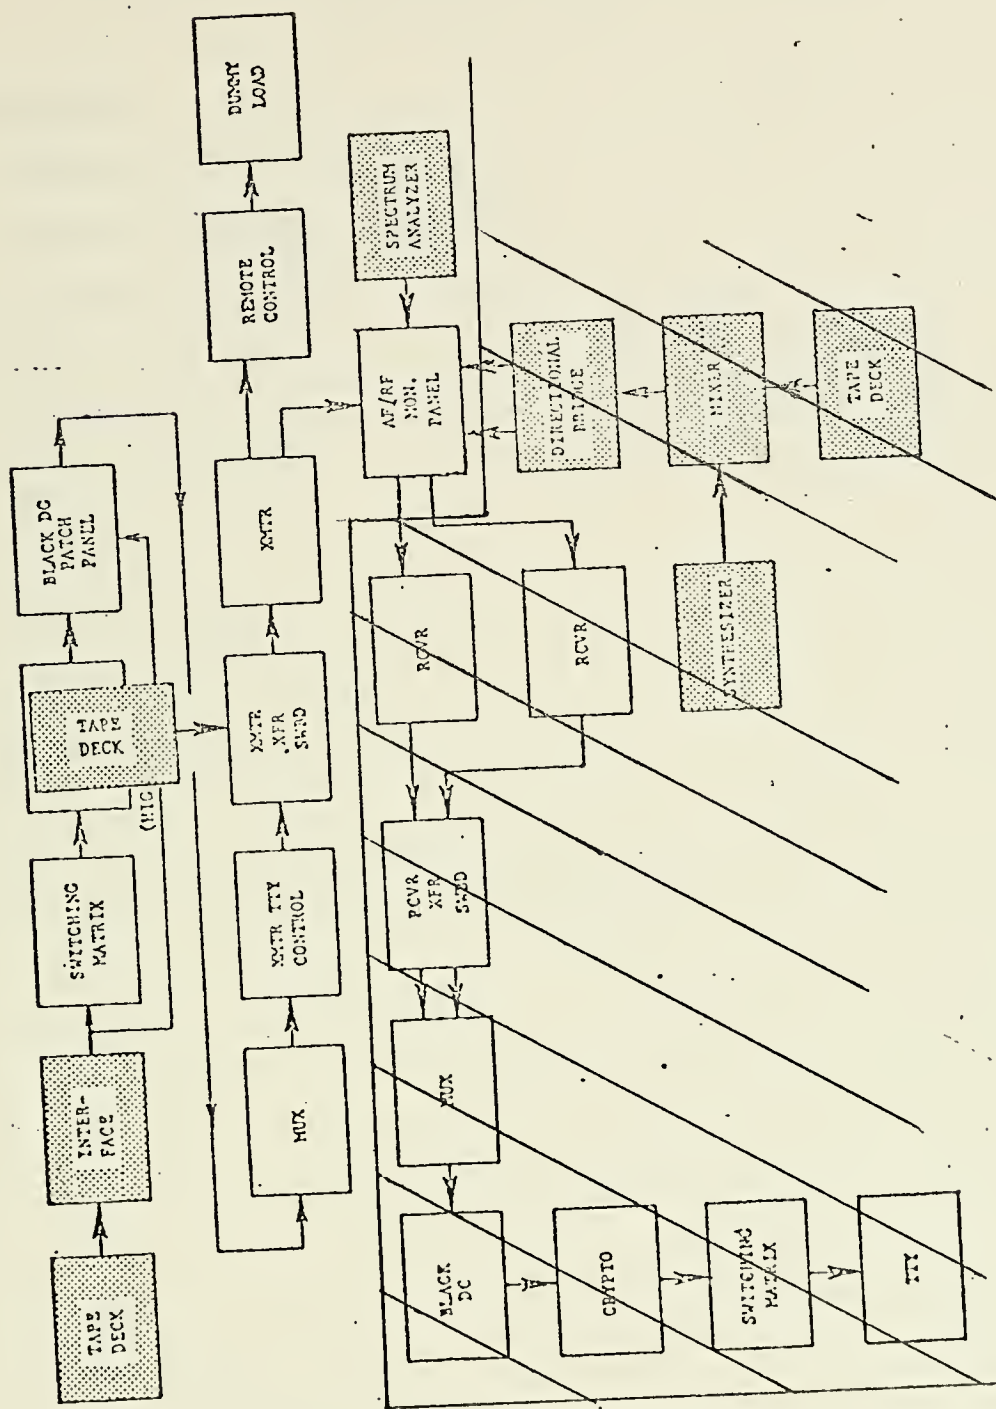 TAPE
DECK
INTER-
FACE
SWITCHING
MATRIX
TAPE
DECK
BLACK DC
PATCH
PANEL
MUX
XMTR TTY
CONTROL
XMTR
XFR
SWBD
XMTR
REMOTE
CONTROL
DUMMY
LOAD
SPECTRUM
ANALYZER
AF/RF
MON.
PANEL
RCVR
RCVR
DIRECTIONAL
BRIDGE
MIXER
TAPE
DECK
SYNTHESIZER
RCVR
XFR
SWBD
MUX
BLACK
DC
CRYPTO
SWITCHING
MATRIX
TTY